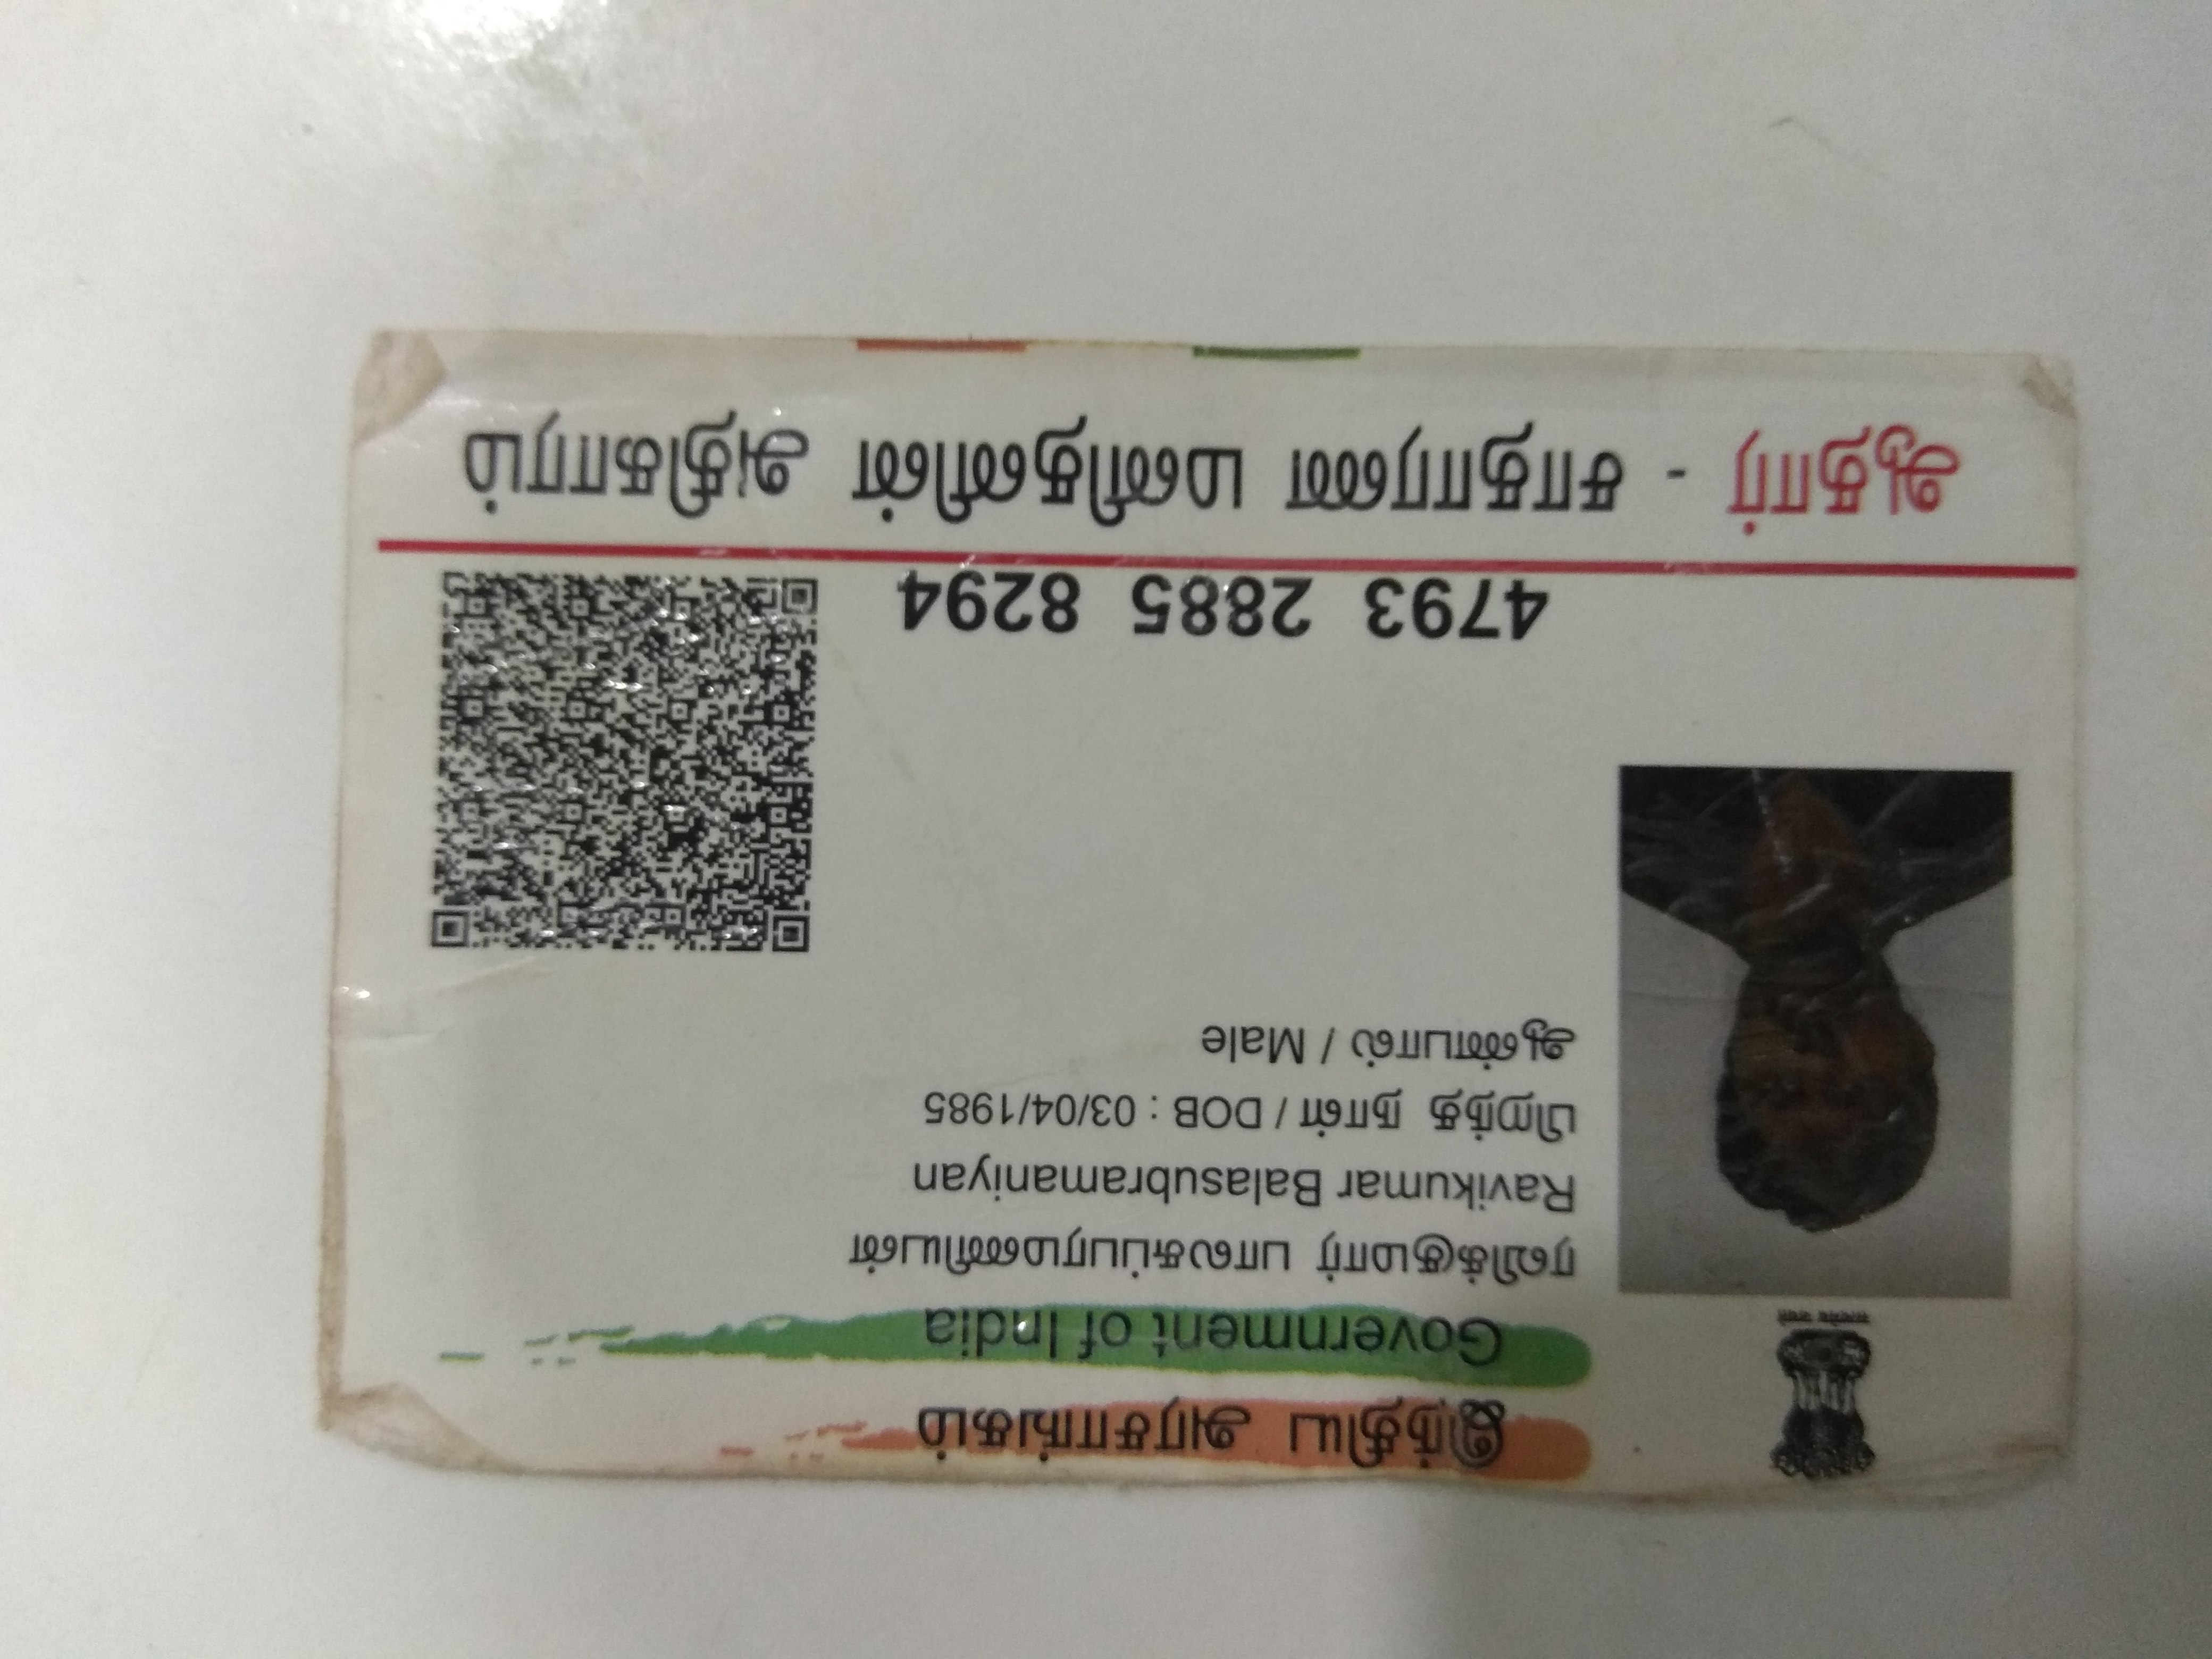 இந்திய அரசாங்கம்
Government of India
ரவிக்குமார் பாலசுப்பரமணியன்
Ravikumar Balasubramaniyan
பிறந்த நாள் / DOB : 03/04/1985
ஆண்பால் / Male
4793 2885 8294
ஆதார் - சாதாரண மனிதனின் அதிகாரம்